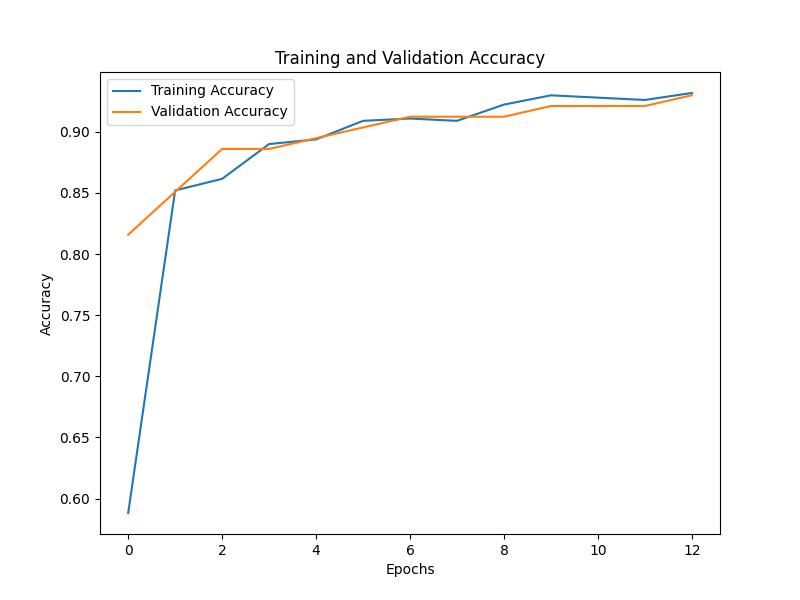 Training and Validation Accuracy
Training Accuracy
Validation Accuracy
0.90
0.85
0.80
0.75
0.70
0.65
0.60
Accuracy
0 2 4 6 8 10 12
Epochs